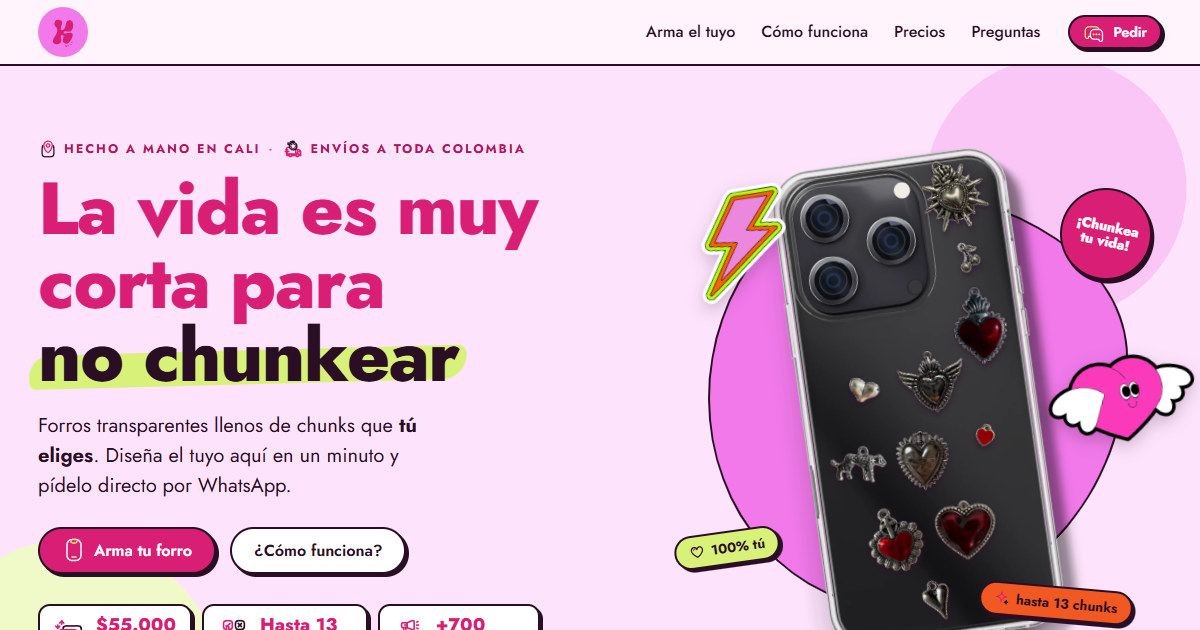 Arma el tuyo
Cómo funciona
Precios
Preguntas
Pedir
HECHO A MANO EN CALI · ENVÍOS A TODA COLOMBIA
La vida es muy
corta para
no chunkear
Forros transparentes llenos de chunks que tú
eliges. Diseña el tuyo aquí en un minuto y
pídelo directo por WhatsApp.
Arma tu forro
¿Cómo funciona?
$55.000
Hasta 13
+700
¡Chunkea
tu vida!
100% tú
hasta 13 chunks